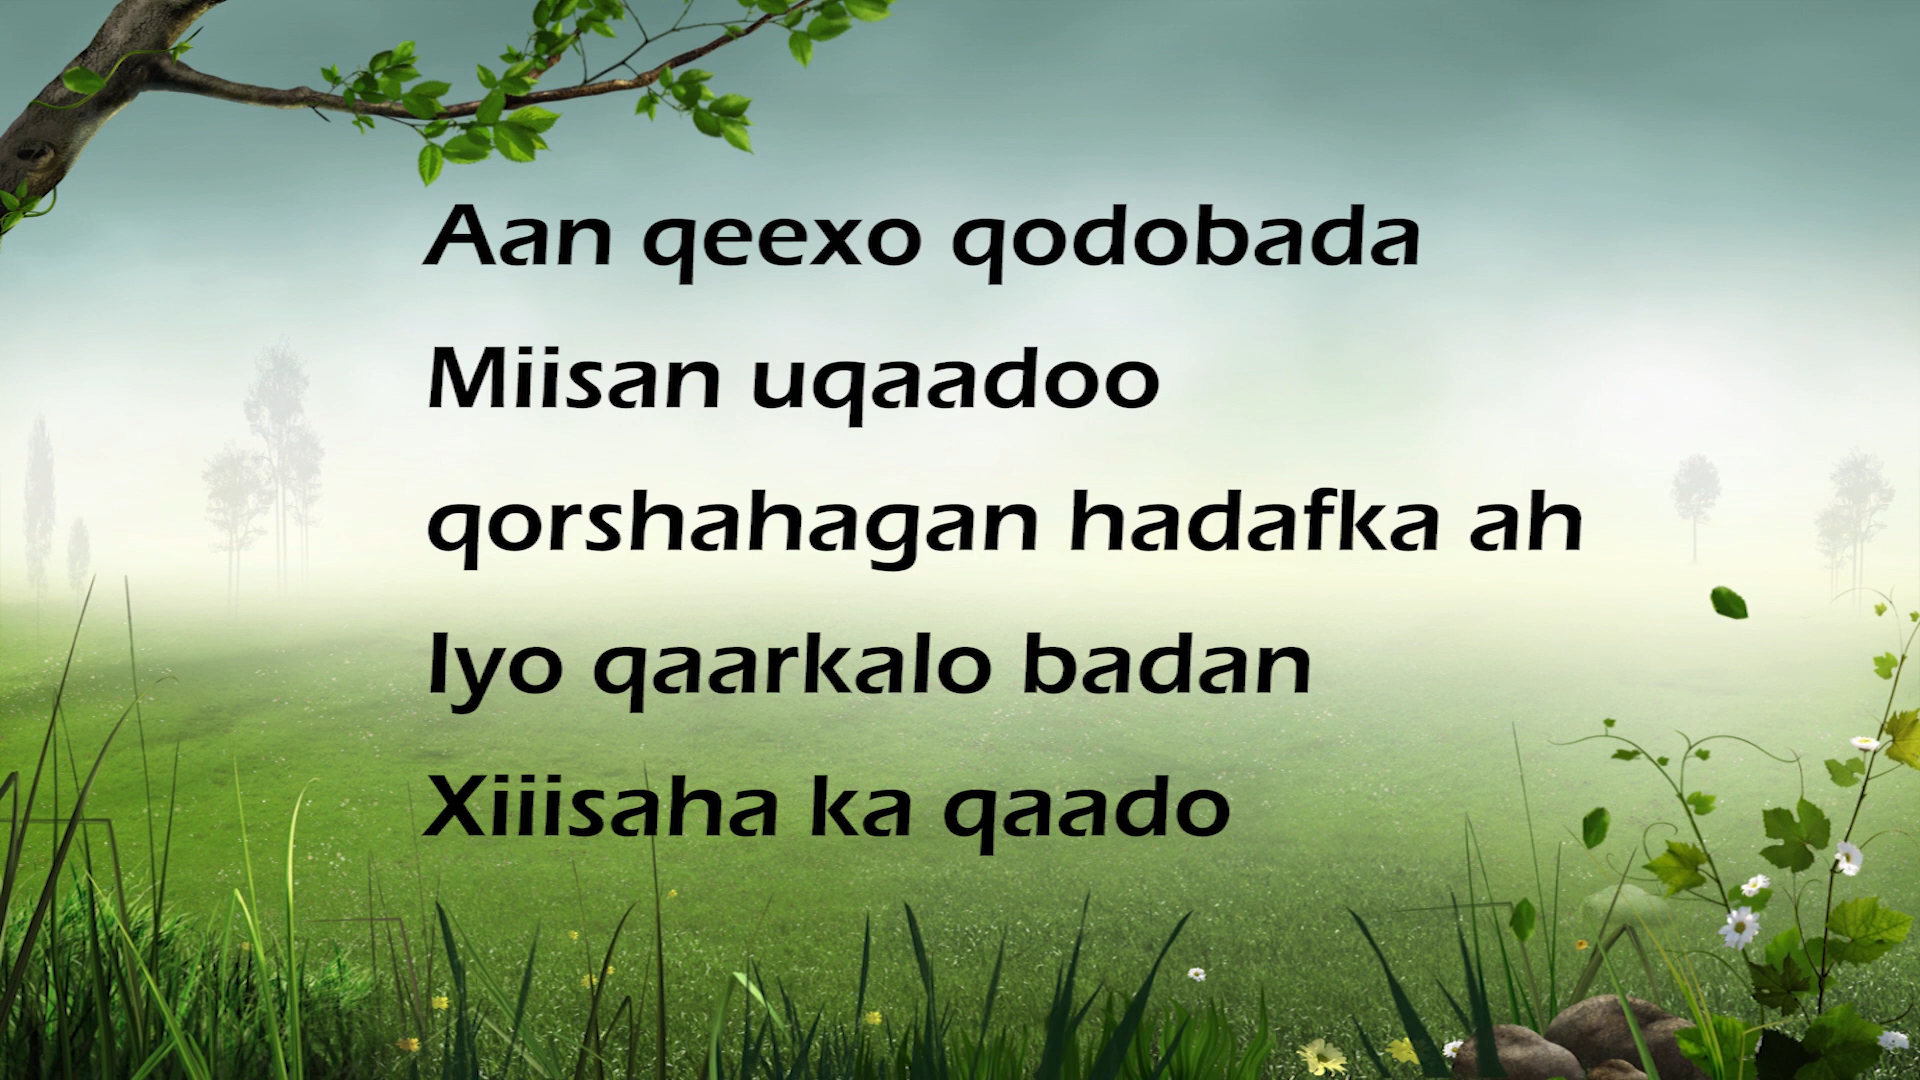 Aan qeexo qodobada
Miisan uqaadoo
qorshahagan hadafka ah
Iyo qaarkalo badan
Xiiisaha ka qaado